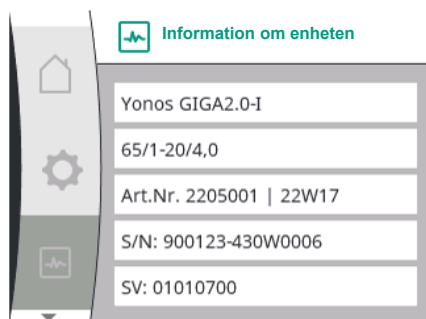 Information om enheten
Yonos GIGA2.0-I
65/1-20/4,0
Art.Nr. 2205001 | 22W17
S/N: 900123-430W0006
SV: 01010700